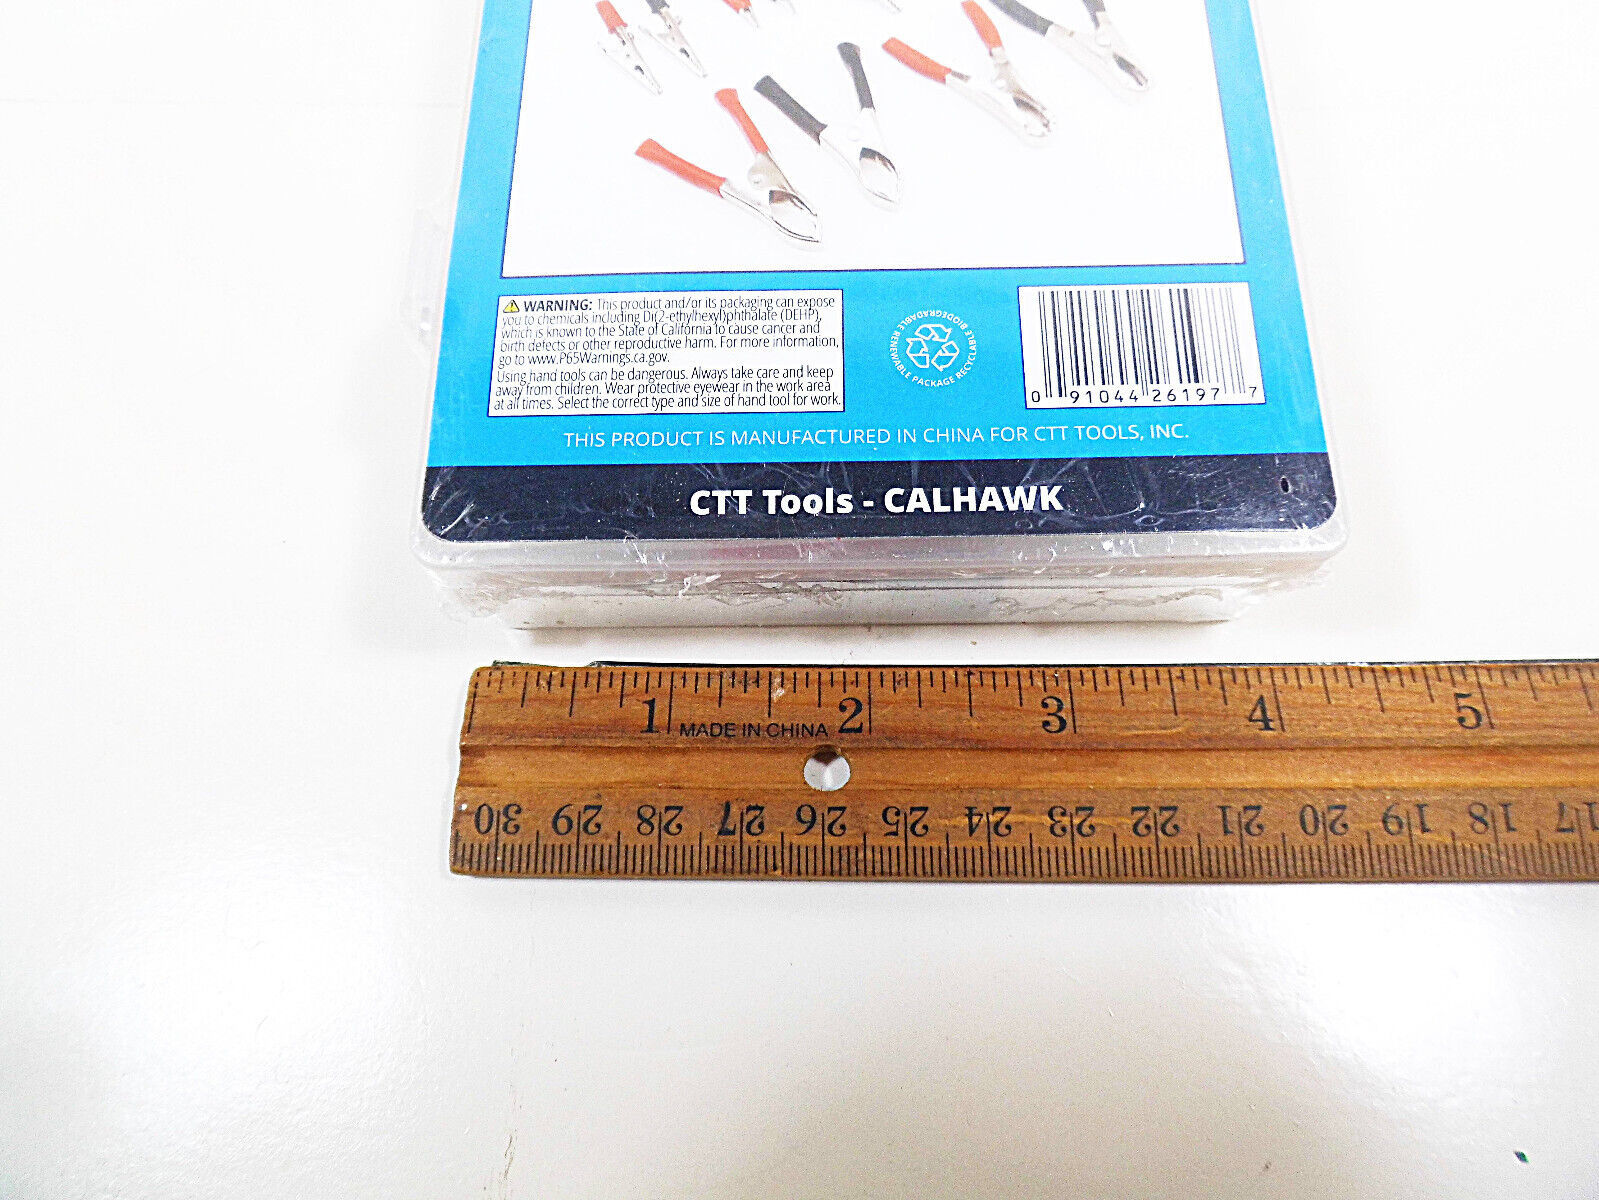 ⚠ WARNING: This product and/or its packaging can expose
you to chemicals including Di(2-ethylhexyl)phthalate (DEHP),
which is known to the State of California to cause cancer and
birth defects or other reproductive harm. For more information,
go to www.P65Warnings.ca.gov.
Using hand tools can be dangerous. Always take care and keep
away from children. Wear protective eyewear in the work area
at all times. Select the correct type and size of hand tool for work.
RENEWABLE PACKAGE RECYCLABLE BIODEGRADABLE
0 91044 26197 7
THIS PRODUCT IS MANUFACTURED IN CHINA FOR CTT TOOLS, INC.
CTT Tools - CALHAWK
1 2 3 4 5
MADE IN CHINA
30 29 28 27 26 25 24 23 22 21 20 19 18 17